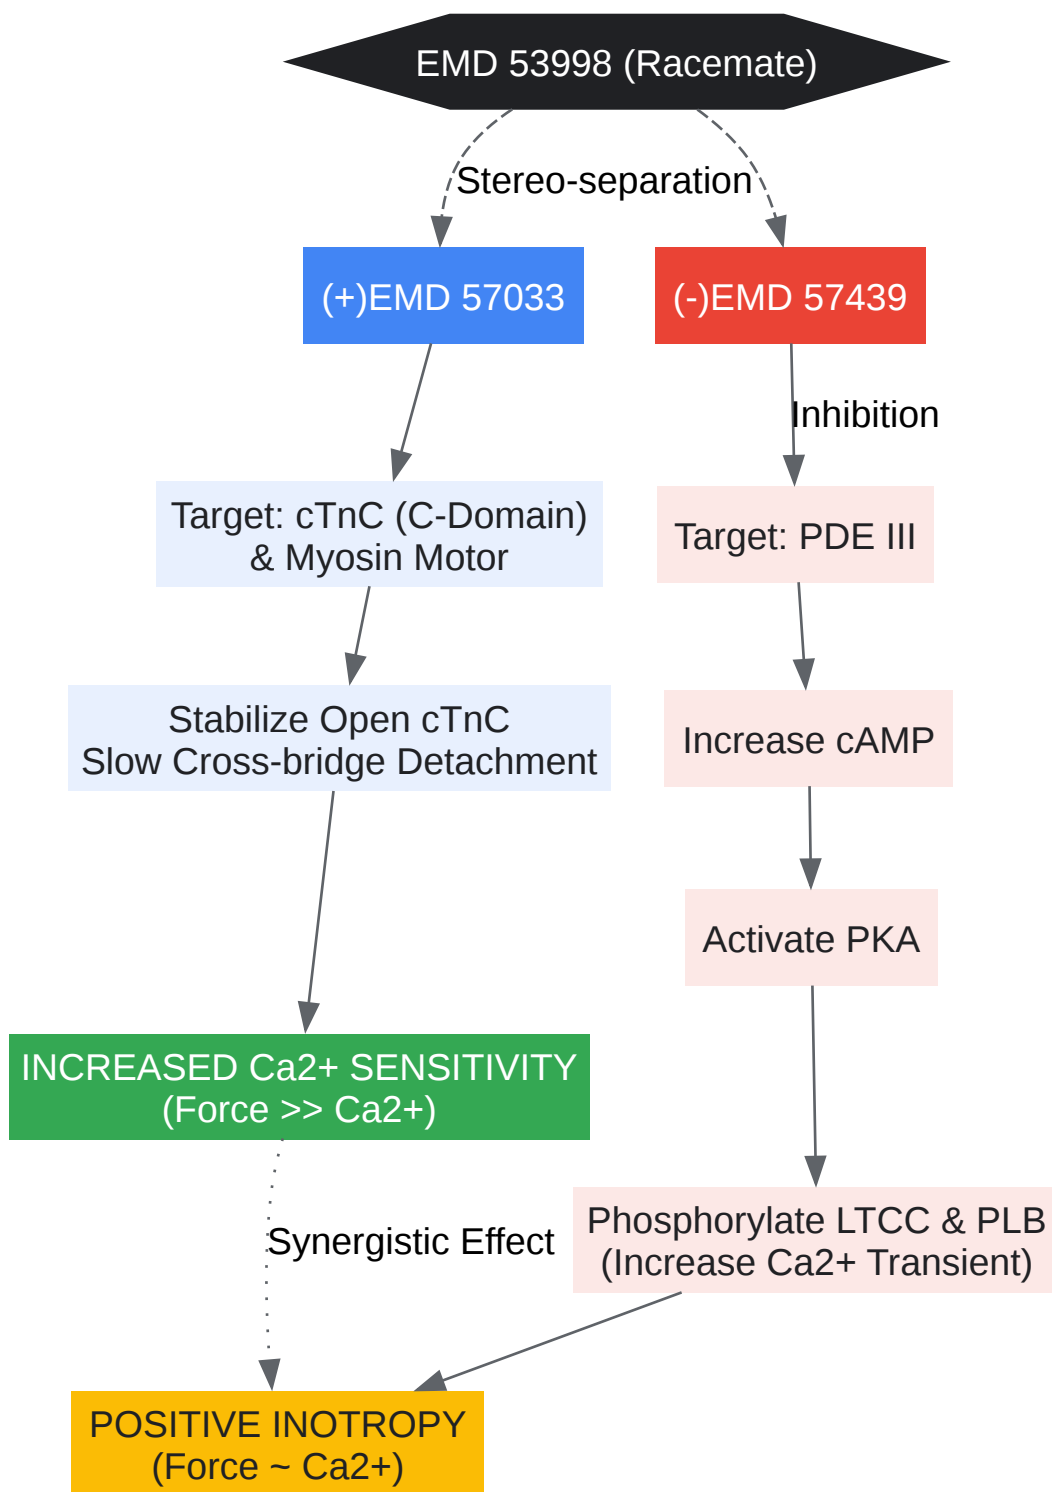 EMD 53998 (Racemate)
Stereo-separation
(+)EMD 57033
(-)EMD 57439
Inhibition
Target: cTnC (C-Domain)
& Myosin Motor
Target: PDE III
Stabilize Open cTnC
Slow Cross-bridge Detachment
Increase cAMP
Activate PKA
INCREASED Ca2+ SENSITIVITY
(Force >> Ca2+)
Phosphorylate LTCC & PLB
(Increase Ca2+ Transient)
Synergistic Effect
POSITIVE INOTROPY
(Force ~ Ca2+)